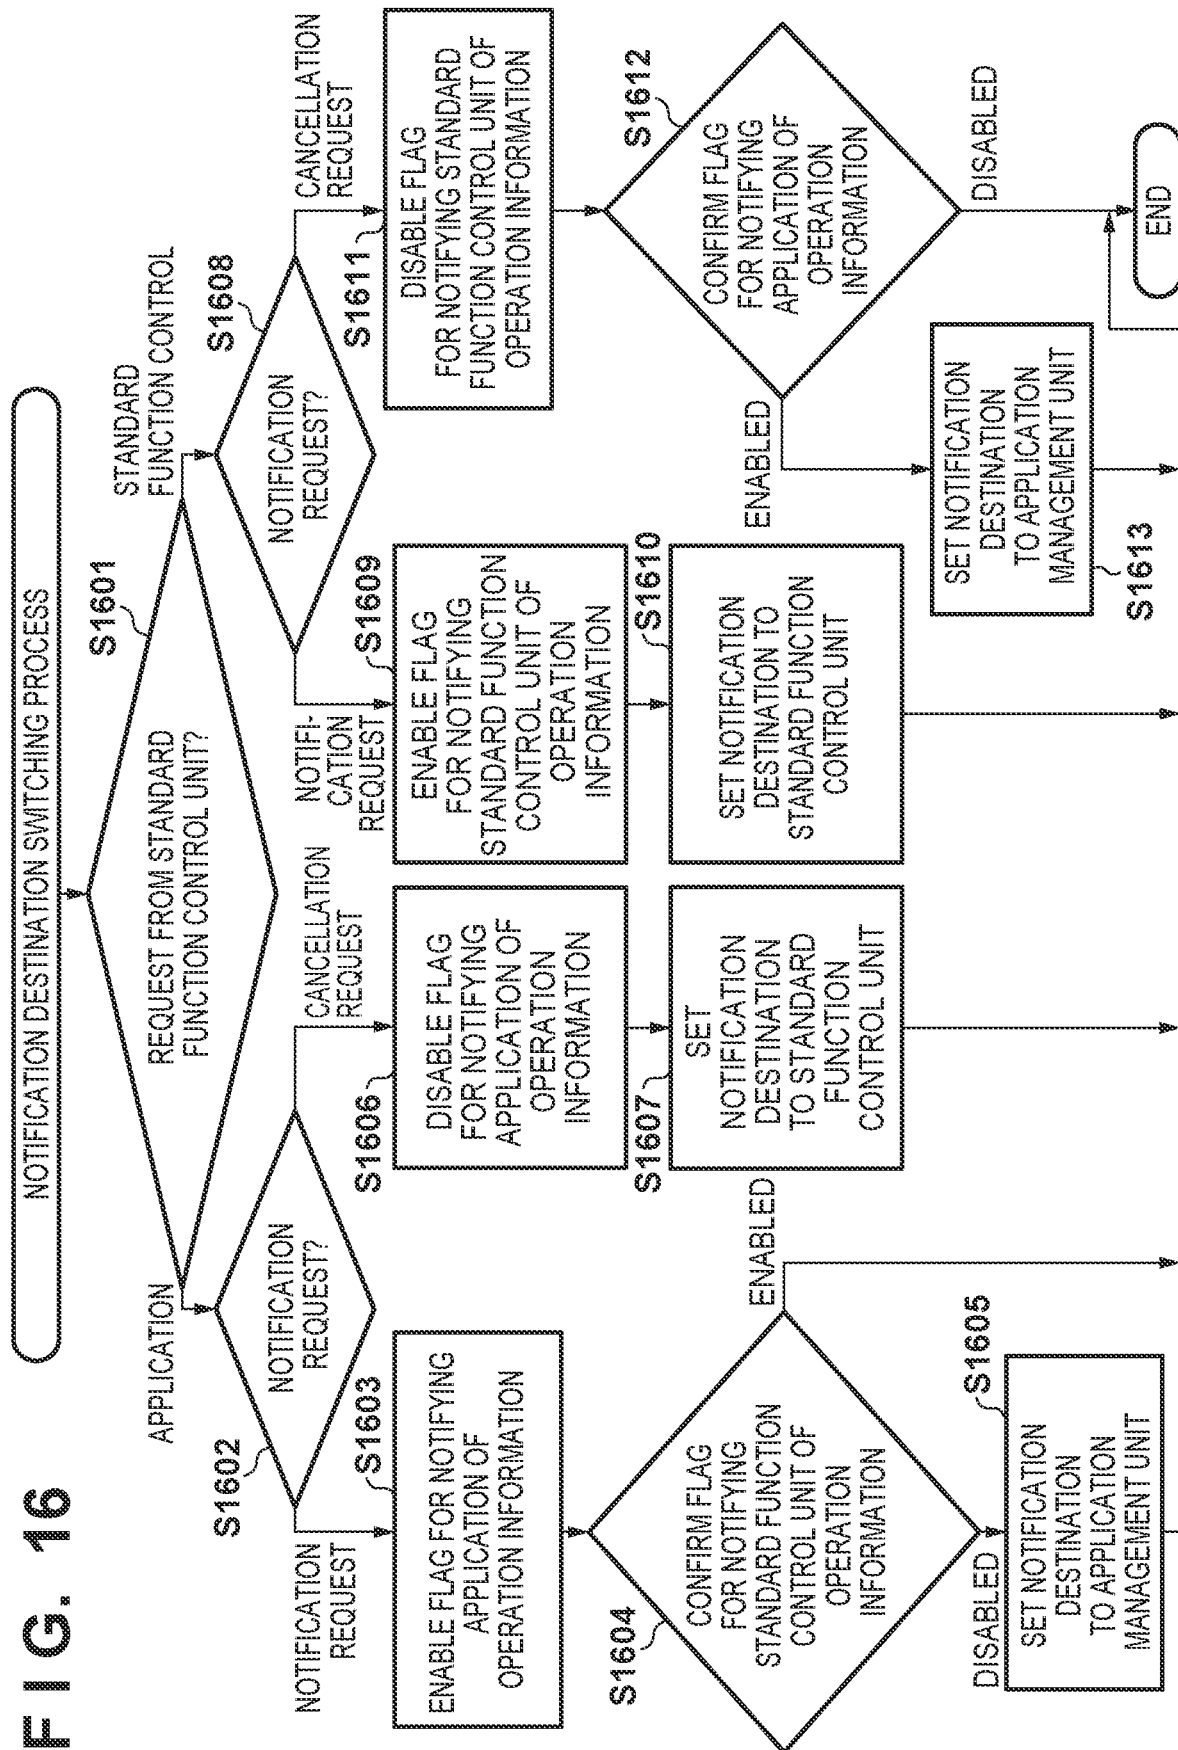 FIG. 16
NOTIFICATION DESTINATION SWITCHING PROCESS
S1601
REQUEST FROM STANDARD
FUNCTION CONTROL UNIT?
APPLICATION
STANDARD
FUNCTION CONTROL
S1602
NOTIFICATION
REQUEST?
NOTIFICATION
REQUEST
CANCELLATION
REQUEST
S1603
ENABLE FLAG FOR NOTIFYING
APPLICATION OF
OPERATION INFORMATION
S1604
CONFIRM FLAG
FOR NOTIFYING
STANDARD FUNCTION
CONTROL UNIT OF
OPERATION
INFORMATION
ENABLED
DISABLED
S1605
SET NOTIFICATION
DESTINATION
TO APPLICATION
MANAGEMENT UNIT
S1606
DISABLE FLAG
FOR NOTIFYING
APPLICATION OF
OPERATION
INFORMATION
S1607
SET
NOTIFICATION
DESTINATION
TO STANDARD
FUNCTION
CONTROL UNIT
S1608
NOTIFICATION
REQUEST?
NOTIFI-
CATION
REQUEST
CANCELLATION
REQUEST
S1609
ENABLE FLAG
FOR NOTIFYING
STANDARD FUNCTION
CONTROL UNIT OF
OPERATION
INFORMATION
S1610
SET NOTIFICATION
DESTINATION TO
STANDARD FUNCTION
CONTROL UNIT
S1611
DISABLE FLAG
FOR NOTIFYING STANDARD
FUNCTION CONTROL UNIT OF
OPERATION INFORMATION
S1612
CONFIRM FLAG
FOR NOTIFYING
APPLICATION OF
OPERATION
INFORMATION
ENABLED
DISABLED
SET NOTIFICATION
DESTINATION
TO APPLICATION
MANAGEMENT UNIT
S1613
END